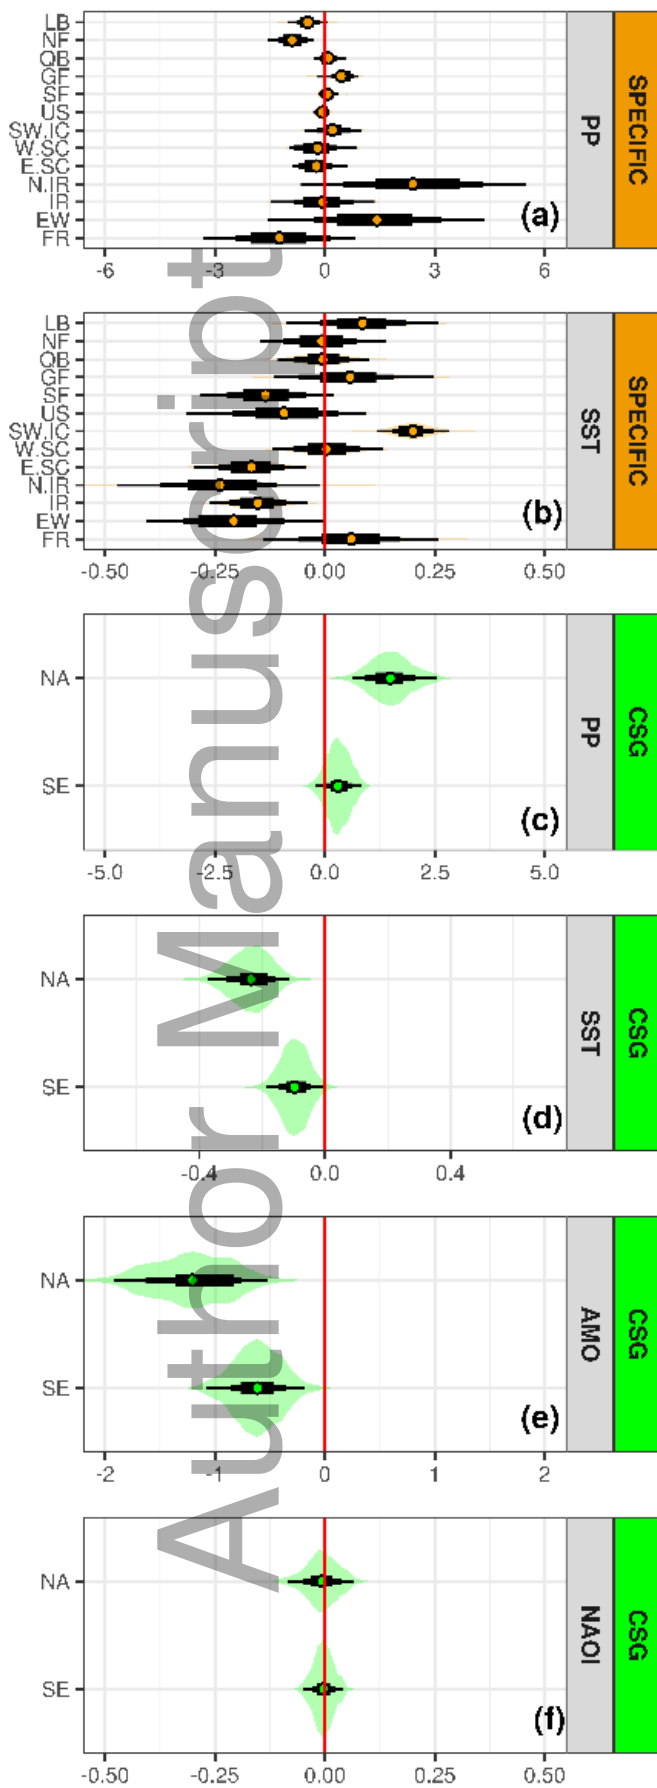 LB
NF
QB
GF
SF
US
SW.IC
W.SC
E.SC
N.IR
IR
EW
FR
(a)
PP
SPECIFIC
-6 -3 0 3 6
LB
NF
QB
GF
SF
US
SW.IC
W.SC
E.SC
N.IR
IR
EW
FR
(b)
SST
SPECIFIC
-0.50 -0.25 0.00 0.25 0.50
NA
SE
(c)
PP
CSG
-5.0 -2.5 0.0 2.5 5.0
NA
SE
(d)
SST
CSG
-0.4 0.0 0.4
NA
SE
(e)
AMO
CSG
-2 -1 0 1 2
NA
SE
(f)
NAOI
CSG
-0.50 -0.25 0.00 0.25 0.50
Author Manuscript